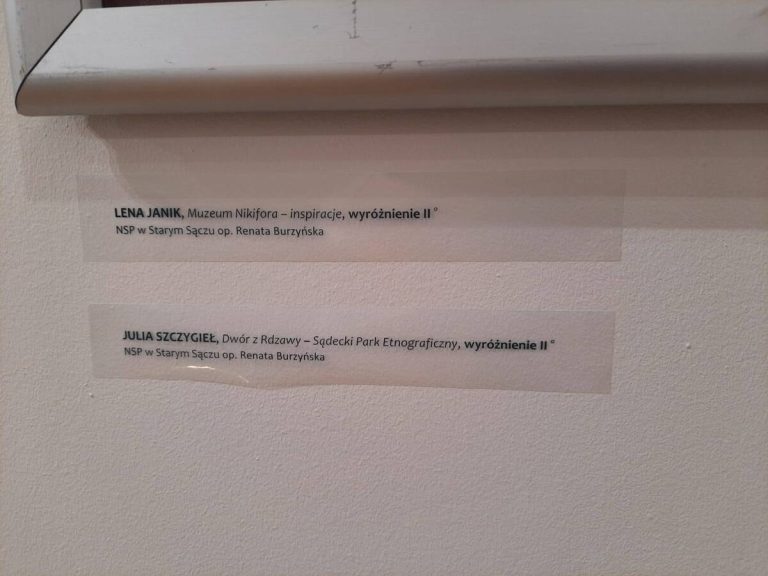 LENA JANIK, Muzeum Nikifora – inspiracje, wyróżnienie II °
NSP w Starym Sączu op. Renata Burzyńska
JULIA SZCZYGIEŁ, Dwór z Rdzawy – Sądecki Park Etnograficzny, wyróżnienie II °
NSP w Starym Sączu op. Renata Burzyńska